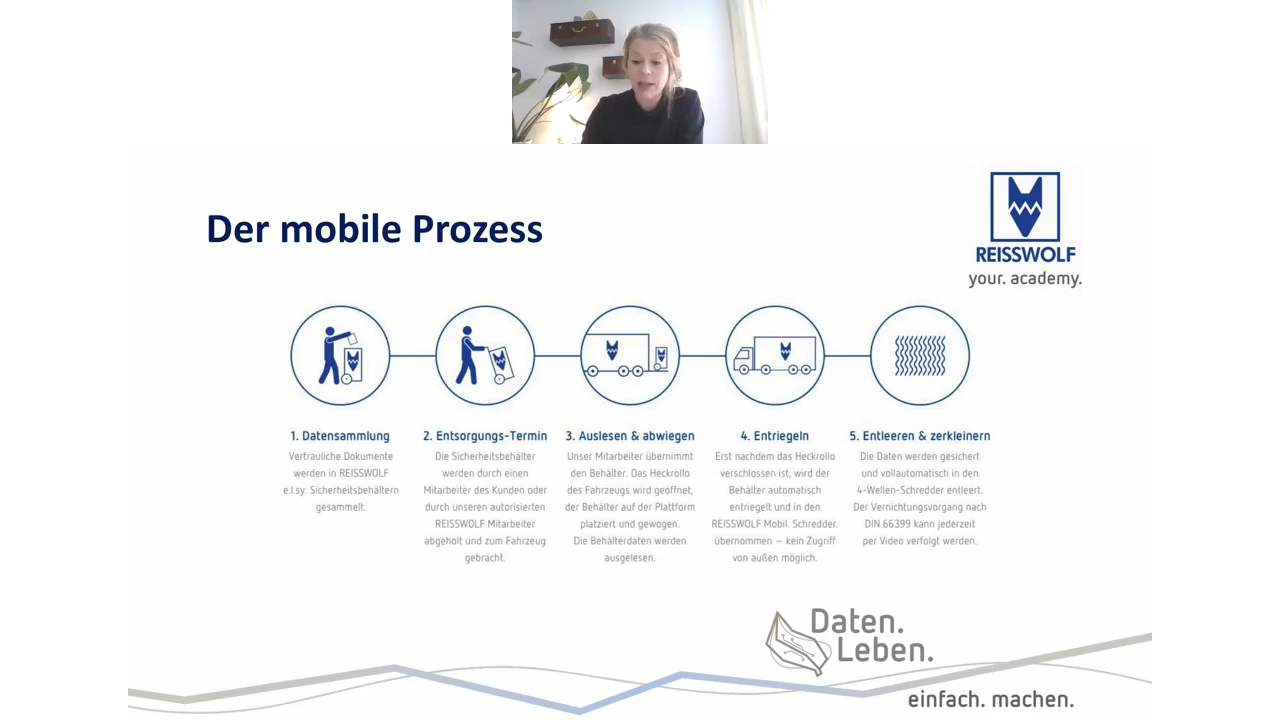 Der mobile Prozess
REISSWOLF
your. academy.
1. Datensammlung
Vertrauliche Dokumente
werden in REISSWOLF
e.l.sy. Sicherheitsbehältern
gesammelt.
2. Entsorgungs-Termin
Die Sicherheitsbehälter
werden durch einen
Mitarbeiter des Kunden oder
durch unseren autorisierten
REISSWOLF Mitarbeiter
abgeholt und zum Fahrzeug
gebracht.
3. Auslesen & abwiegen
Unser Mitarbeiter übernimmt
den Behälter. Das Heckrollo
des Fahrzeugs wird geöffnet,
der Behälter auf der Plattform
platziert und gewogen.
Die Behälterdaten werden
ausgelesen.
4. Entriegeln
Erst nachdem das Heckrollo
verschlossen ist, wird der
Behälter automatisch
entriegelt und in den
REISSWOLF Mobil. Schredder.
übernommen – kein Zugriff
von außen möglich.
5. Entleeren & zerkleinern
Die Daten werden gesichert
und vollautomatisch in den
4-Wellen-Schredder entleert.
Der Vernichtungsvorgang nach
DIN 66399 kann jederzeit
per Video verfolgt werden.
Daten.
Leben.
einfach. machen.